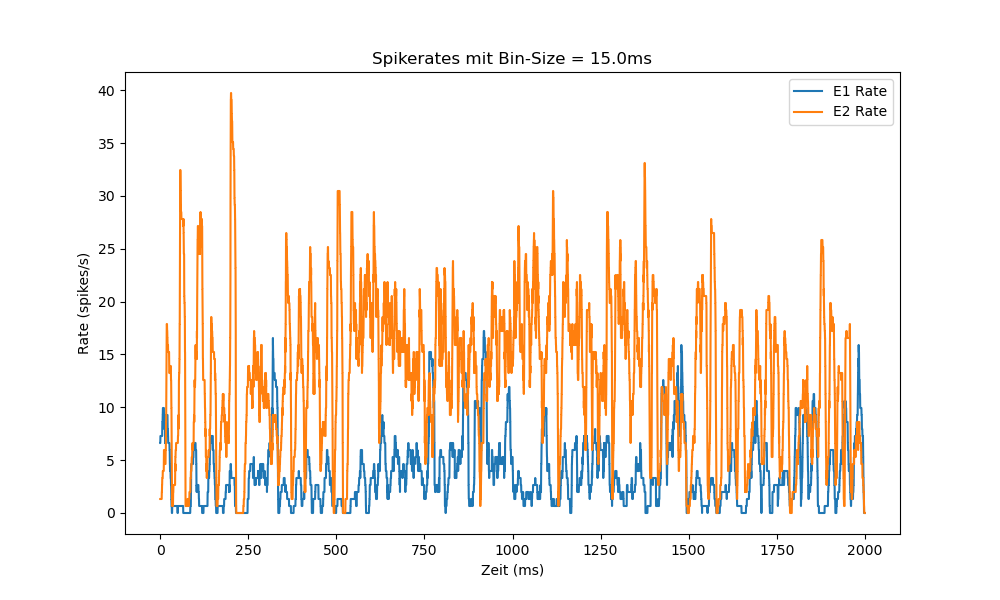 Spikerates mit Bin-Size = 15.0ms
E1 Rate
E2 Rate
Rate (spikes/s)
40
35
30
25
20
15
10
5
0
0 250 500 750 1000 1250 1500 1750 2000
Zeit (ms)